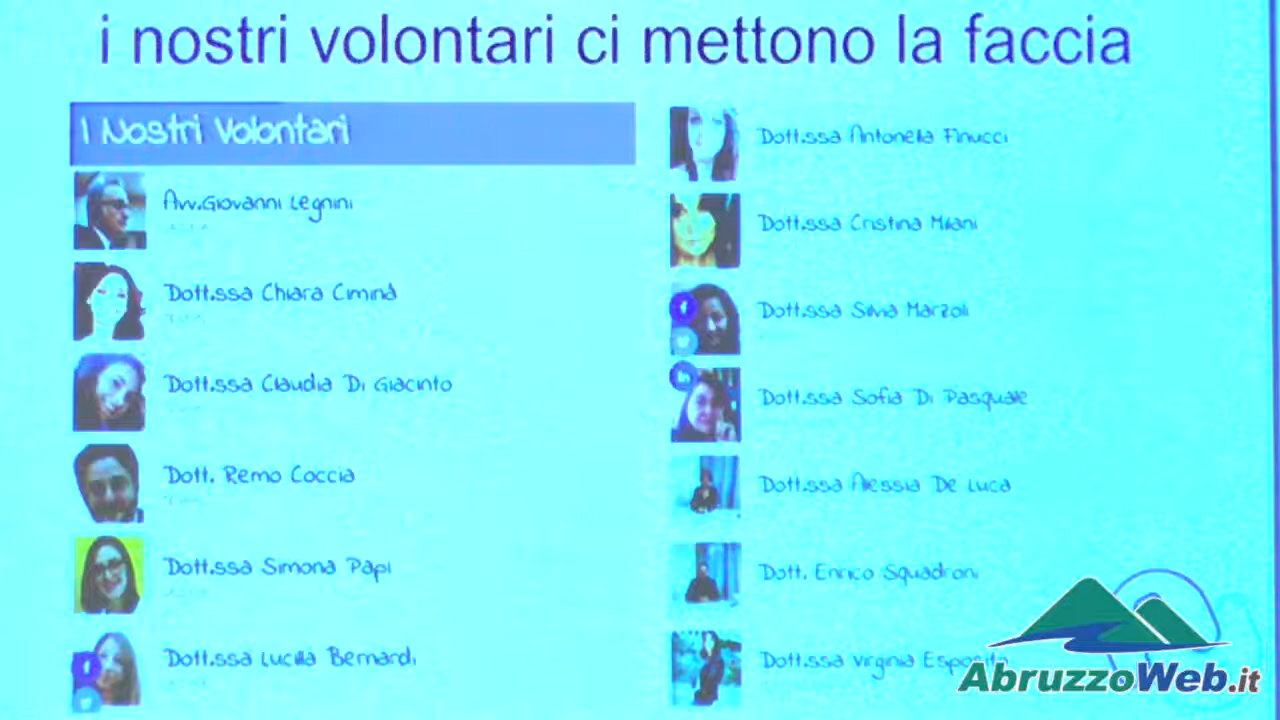 i nostri volontari ci mettono la faccia
I Nostri Volontari
Avv.Giovanni Legnini
Dott.ssa Chiara Ciminà
Dott.ssa Claudia Di Giacinto
Dott. Remo Coccia
Dott.ssa Simona Papi
Dott.ssa Lucilla Bernardi
Dott.ssa Antonella Finucci
Dott.ssa Cristina Milani
Dott.ssa Silvia Marzoli
Dott.ssa Sofia Di Pasquale
Dott.ssa Alessia De Luca
Dott. Enrico Squadroni
Dott.ssa Virginia Esposito
AbruzzoWeb.it